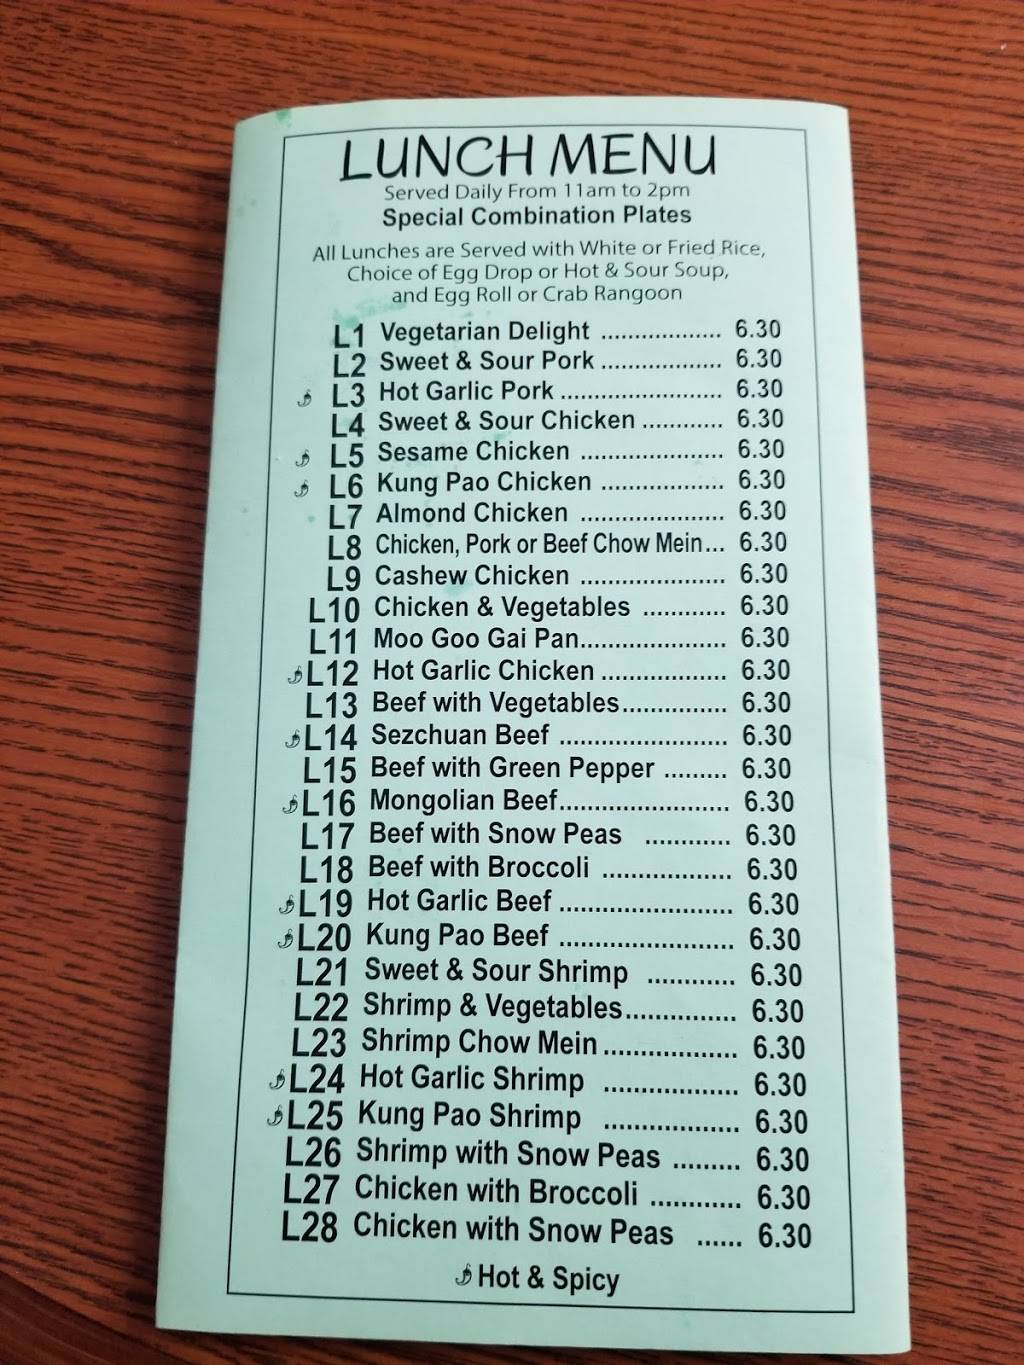 LUNCH MENU
Served Daily From 11am to 2pm
Special Combination Plates
All Lunches are Served with White or Fried Rice,
Choice of Egg Drop or Hot & Sour Soup,
and Egg Roll or Crab Rangoon
L1 Vegetarian Delight .................. 6.30
L2 Sweet & Sour Pork .................. 6.30
L3 Hot Garlic Pork ........................ 6.30
L4 Sweet & Sour Chicken ............ 6.30
L5 Sesame Chicken ..................... 6.30
L6 Kung Pao Chicken .................. 6.30
L7 Almond Chicken ..................... 6.30
L8 Chicken, Pork or Beef Chow Mein... 6.30
L9 Cashew Chicken ..................... 6.30
L10 Chicken & Vegetables ............ 6.30
L11 Moo Goo Gai Pan...................... 6.30
L12 Hot Garlic Chicken .................. 6.30
L13 Beef with Vegetables............... 6.30
L14 Sezchuan Beef ........................ 6.30
L15 Beef with Green Pepper ......... 6.30
L16 Mongolian Beef........................ 6.30
L17 Beef with Snow Peas ............ 6.30
L18 Beef with Broccoli .................. 6.30
L19 Hot Garlic Beef ........................ 6.30
L20 Kung Pao Beef ........................ 6.30
L21 Sweet & Sour Shrimp ............ 6.30
L22 Shrimp & Vegetables............... 6.30
L23 Shrimp Chow Mein .................. 6.30
L24 Hot Garlic Shrimp .................. 6.30
L25 Kung Pao Shrimp .................. 6.30
L26 Shrimp with Snow Peas ......... 6.30
L27 Chicken with Broccoli ............ 6.30
L28 Chicken with Snow Peas ...... 6.30
Hot & Spicy